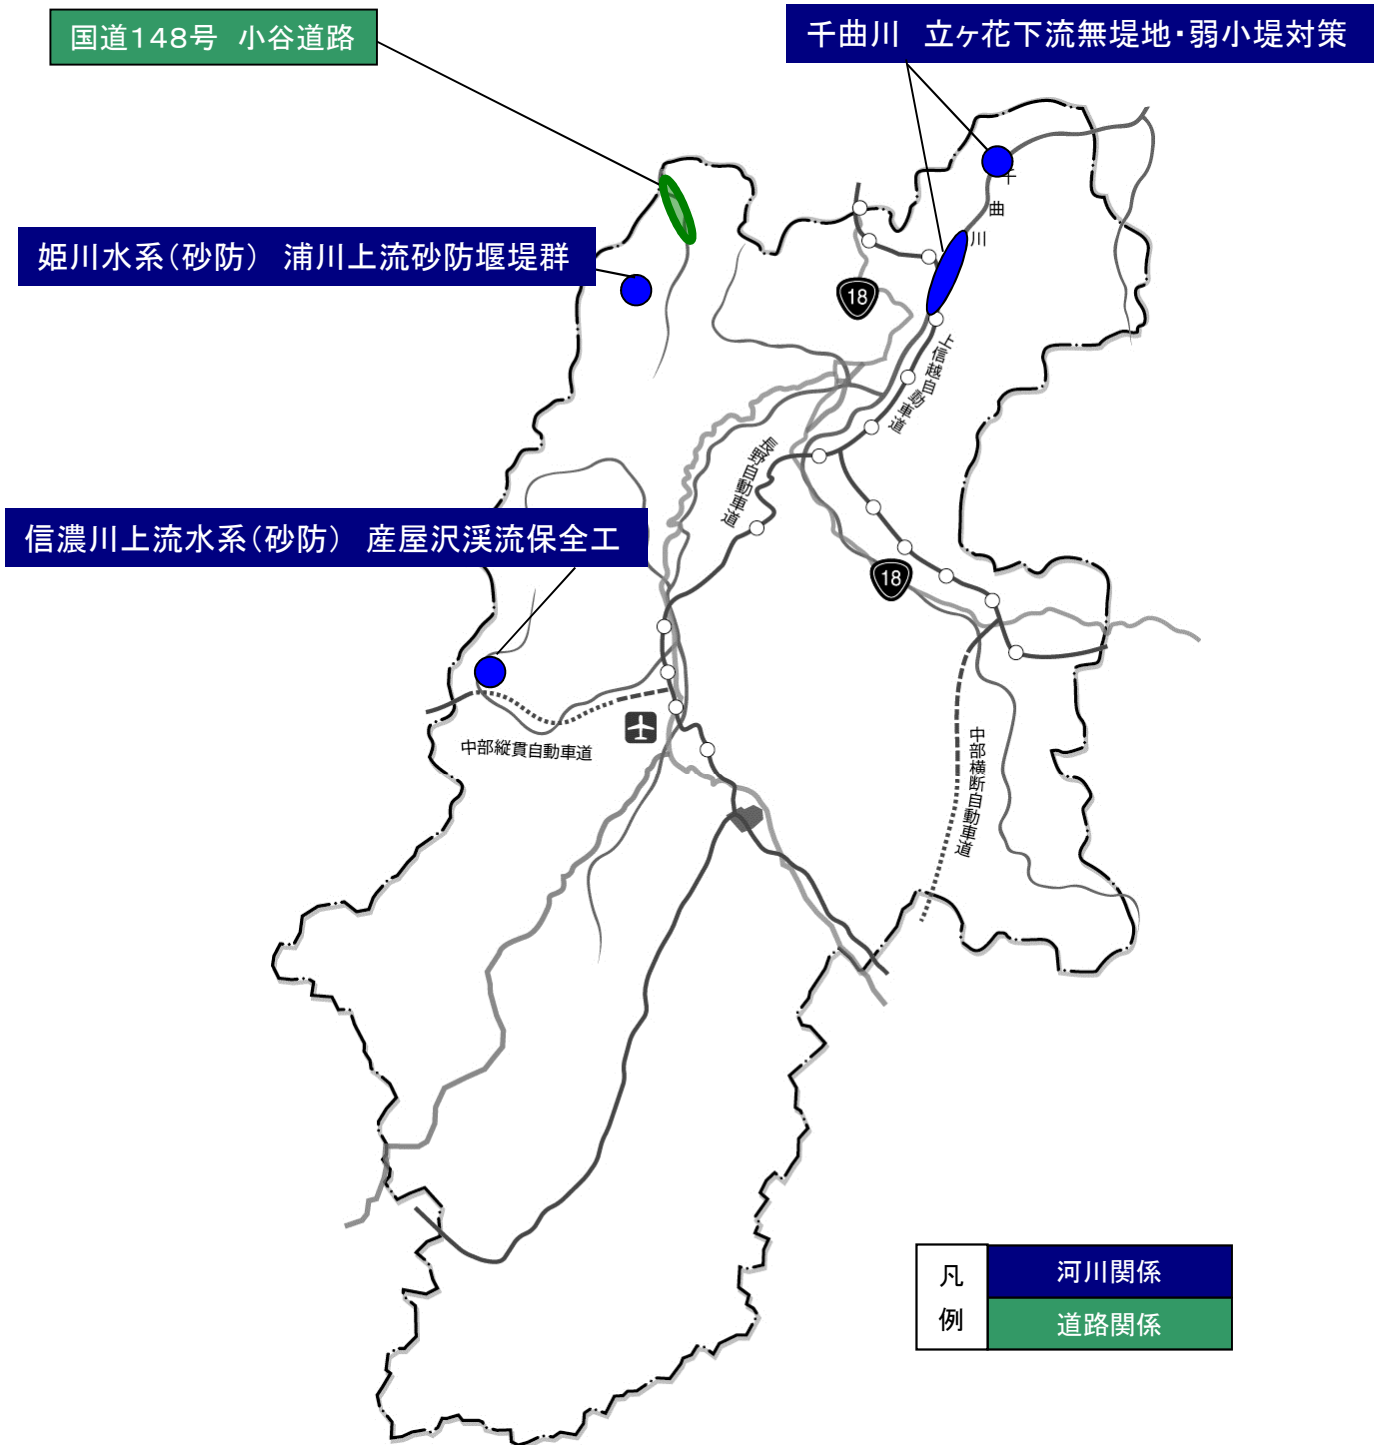 国道148号　小谷道路
千曲川　立ヶ花下流無堤地・弱小堤対策
千曲川
姫川水系（砂防）　浦川上流砂防堰堤群
18
上信越自動車道
長野自動車道
信濃川上流水系（砂防）　産屋沢渓流保全工
18
中部縦貫自動車道
中部横断自動車道
凡例
河川関係
道路関係